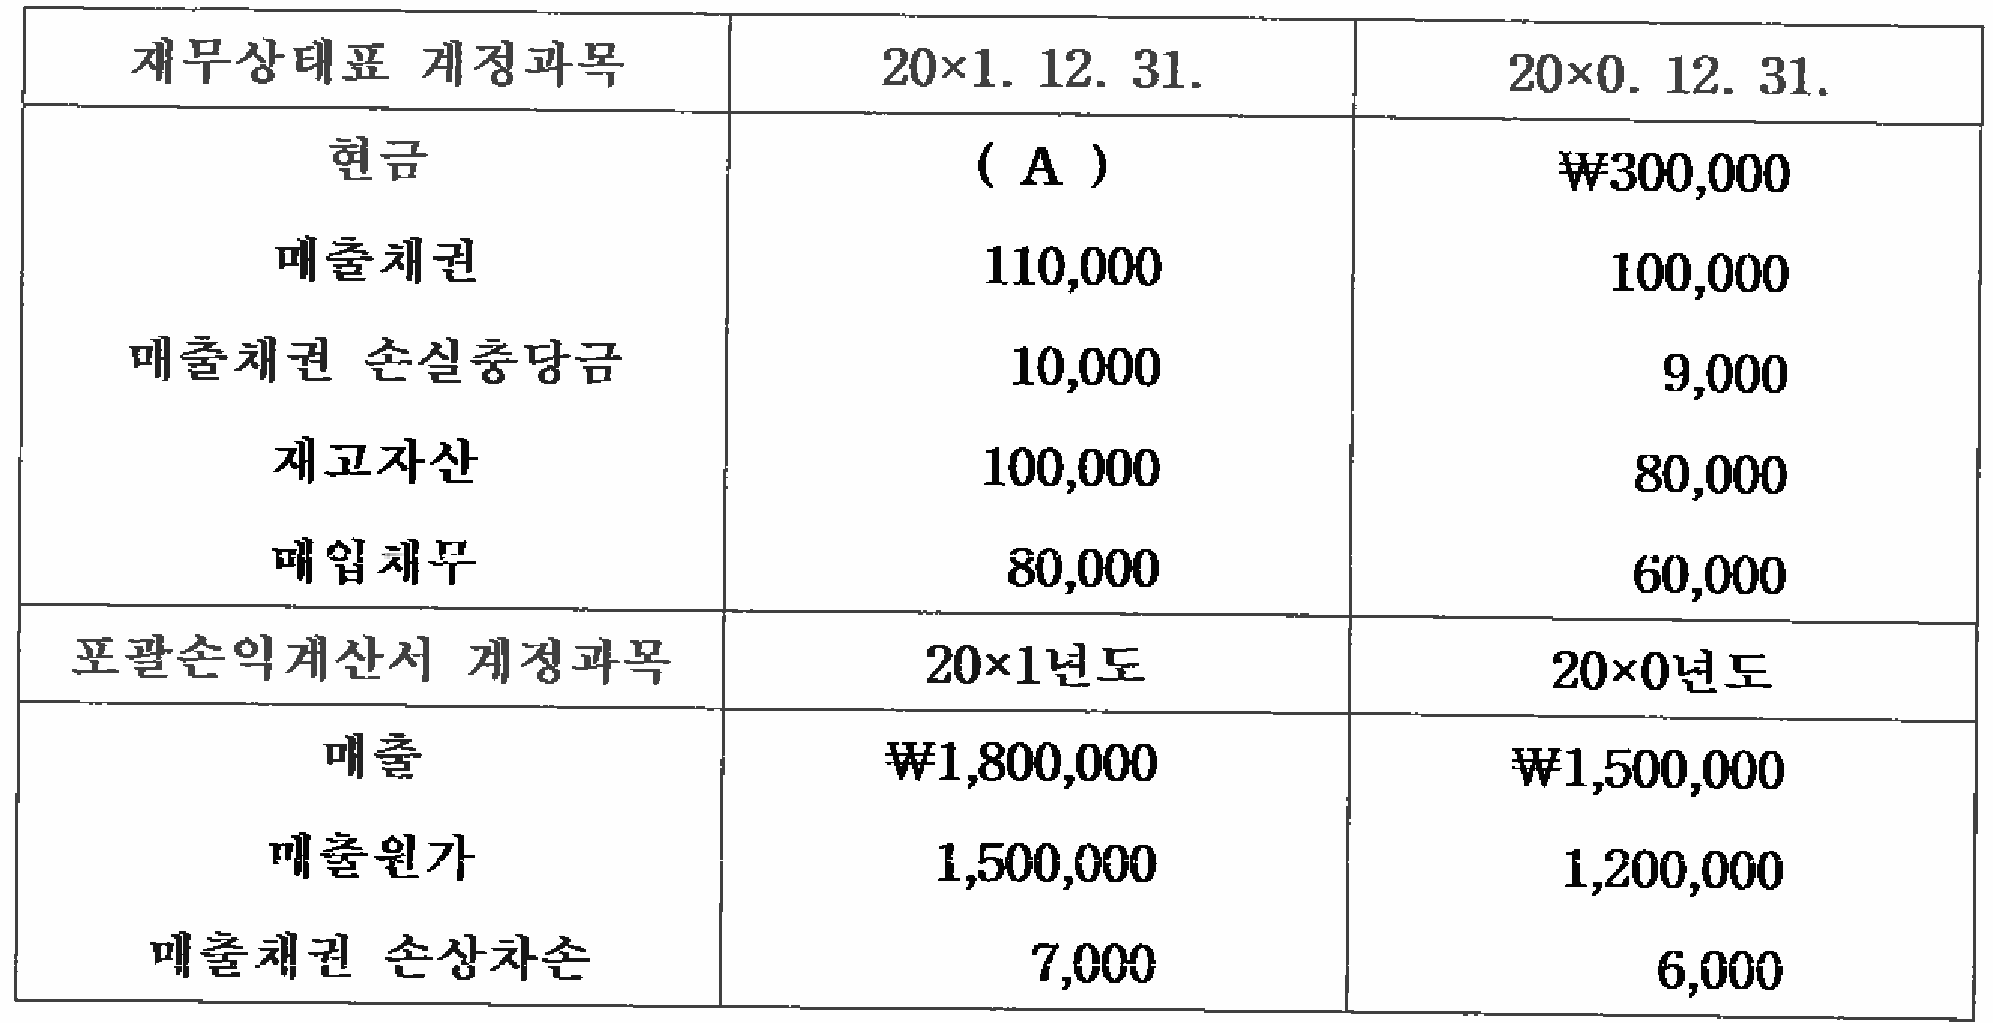 재무상태표 계정과목 20×1. 12. 31. 20×0. 12. 31.
현금 ( A ) ₩300,000
매출채권 110,000 100,000
매출채권 손실충당금 10,000 9,000
재고자산 100,000 80,000
매입채무 80,000 60,000
포괄손익계산서 계정과목 20×1년도 20×0년도
매출 ₩1,800,000 ₩1,500,000
매출원가 1,500,000 1,200,000
매출채권 손상차손 7,000 6,000